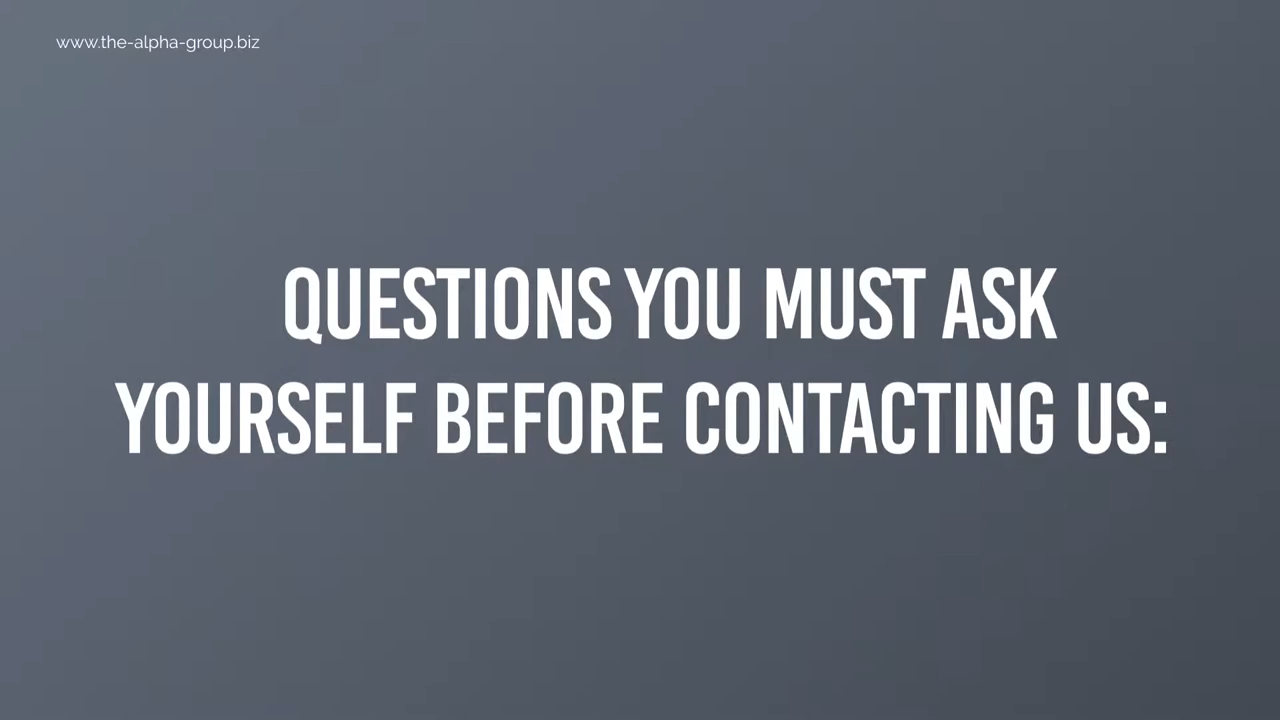 www.the-alpha-group.biz
QUESTIONS YOU MUST ASK
YOURSELF BEFORE CONTACTING US: